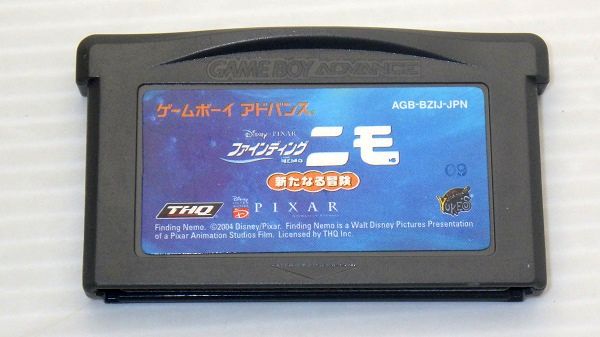 GAME BOY ADVANCE
ゲームボーイ アドバンス AGB-BZIJ-JPN
Disney・PIXAR
ファインディング ニモ
NEMO
新たなる冒険
09
THQ PIXAR YUKE'S
Finding Nemo. ©2004 Disney/Pixar. Finding Nemo is a Walt Disney Pictures Presentation
of a Pixar Animation Studios Film. Licensed by THQ Inc.